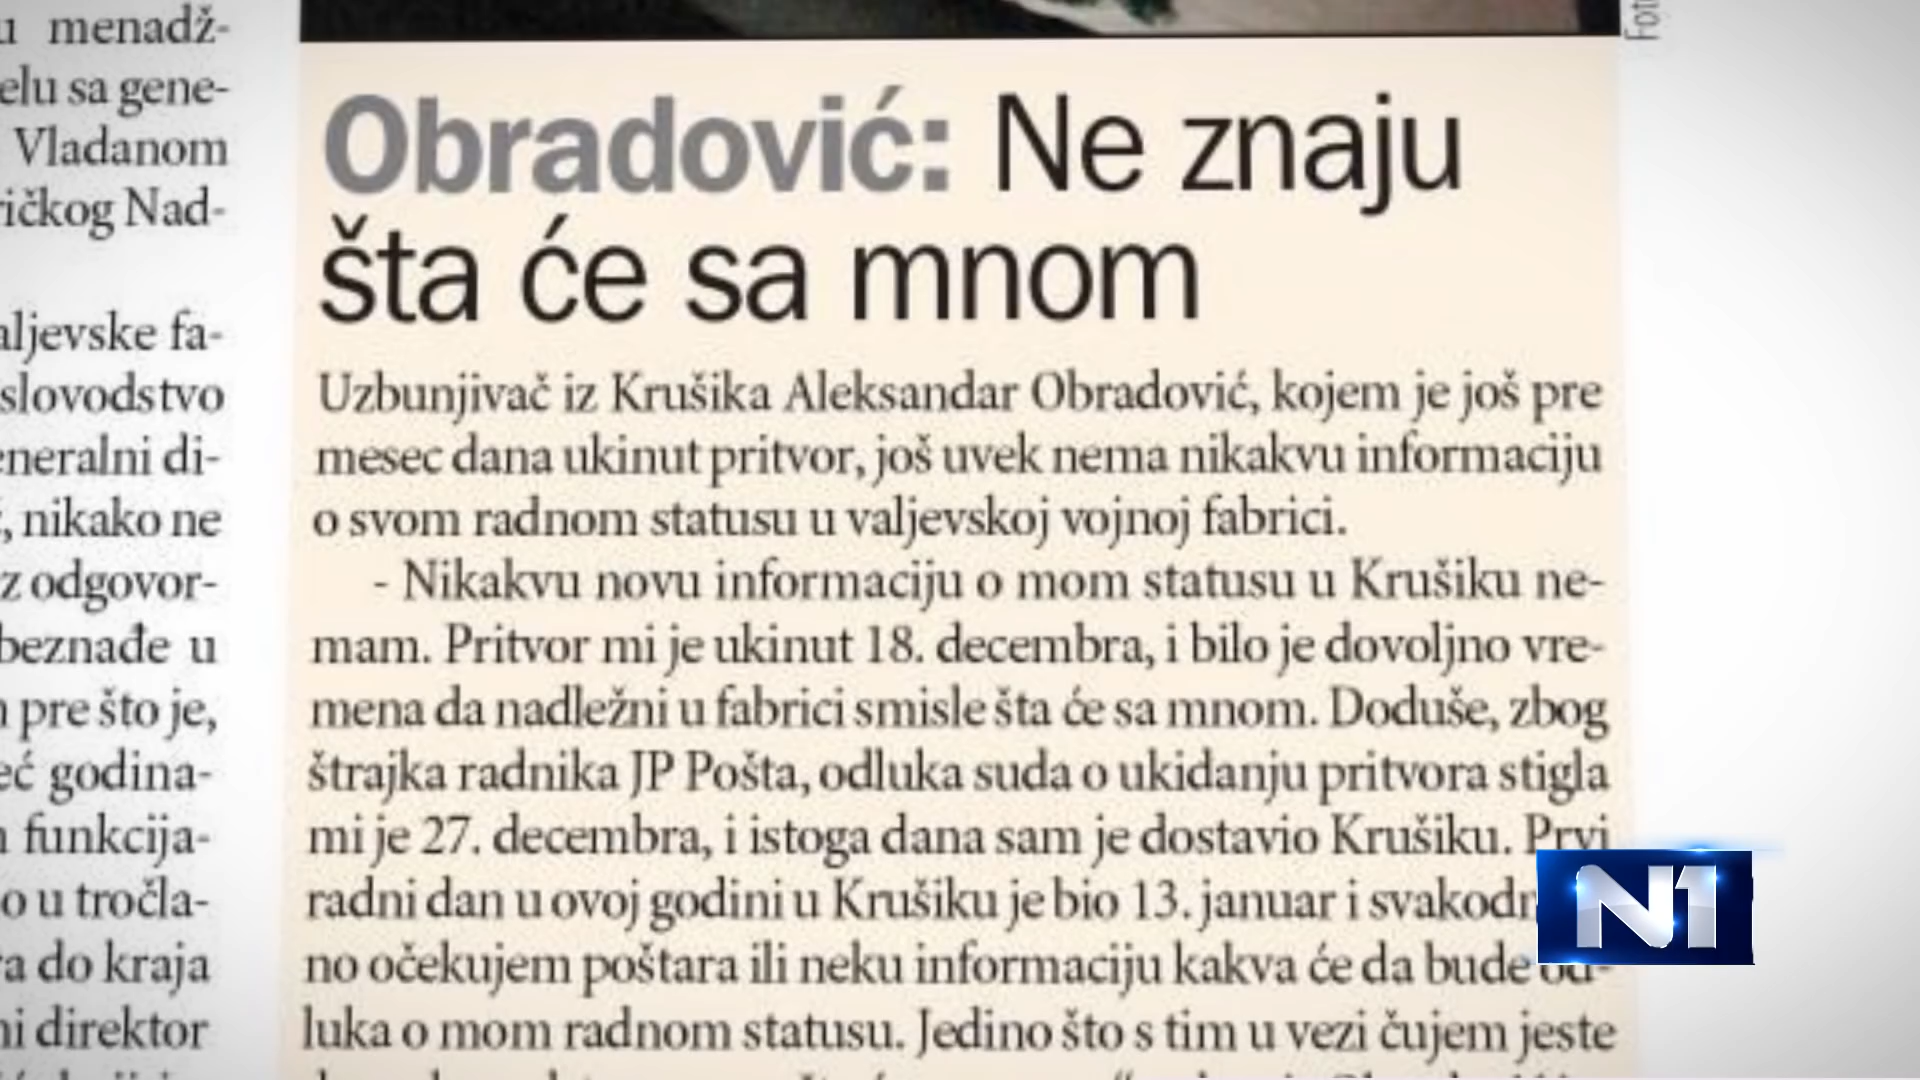 u menadž-
elu sa gene-
Vladanom
ričkog Nad-
aljevske fa-
slovodstvo
eneralni di-
, nikako ne
z odgovor-
beznađe u
pre što je,
eć godina-
funkcija-
o u tročla-
a do kraja
ni direktor
Fot
Obradović: Ne znaju
šta će sa mnom
Uzbunjivač iz Krušika Aleksandar Obradović, kojem je još pre
mesec dana ukinut pritvor, još uvek nema nikakvu informaciju
o svom radnom statusu u valjevskoj vojnoj fabrici.
- Nikakvu novu informaciju o mom statusu u Krušiku ne-
mam. Pritvor mi je ukinut 18. decembra, i bilo je dovoljno vre-
mena da nadležni u fabrici smisle šta će sa mnom. Doduše, zbog
štrajka radnika JP Pošta, odluka suda o ukidanju pritvora stigla
mi je 27. decembra, i istoga dana sam je dostavio Krušiku. Prvi
radni dan u ovoj godini u Krušiku je bio 13. januar i svakodn
no očekujem poštara ili neku informaciju kakva će da bude od-
luka o mom radnom statusu. Jedino što s tim u vezi čujem jeste
N1